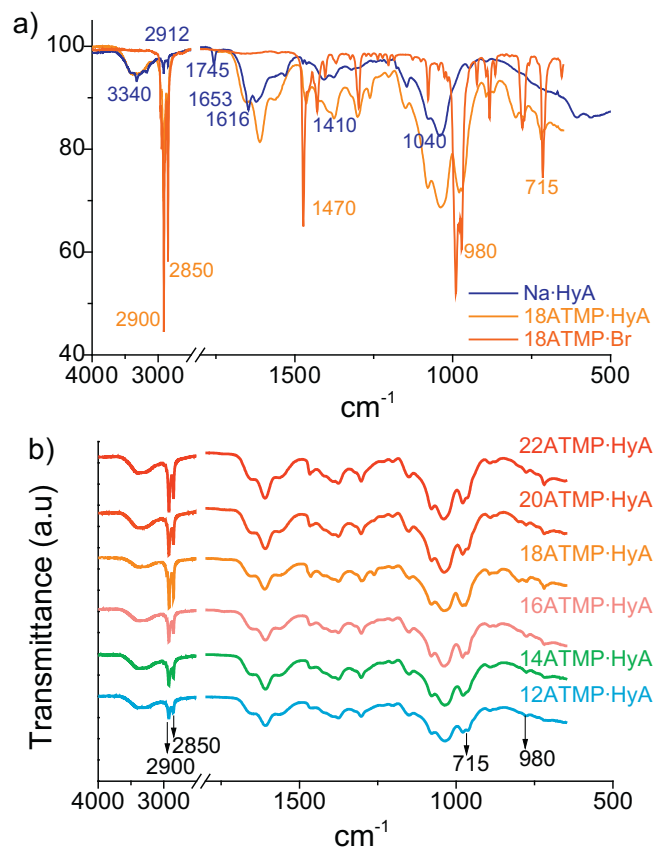 a)
100
80
60
40
2912
3340
1745
1653
1616
1410
1040
1470
980
715
2850
2900
Na·HyA
18ATMP·HyA
18ATMP·Br
4000 3000 1500 1000 500
cm-1
b)
Transmittance (a.u)
22ATMP·HyA
20ATMP·HyA
18ATMP·HyA
16ATMP·HyA
14ATMP·HyA
12ATMP·HyA
2850
2900
715
980
4000 3000 1500 1000 500
cm-1